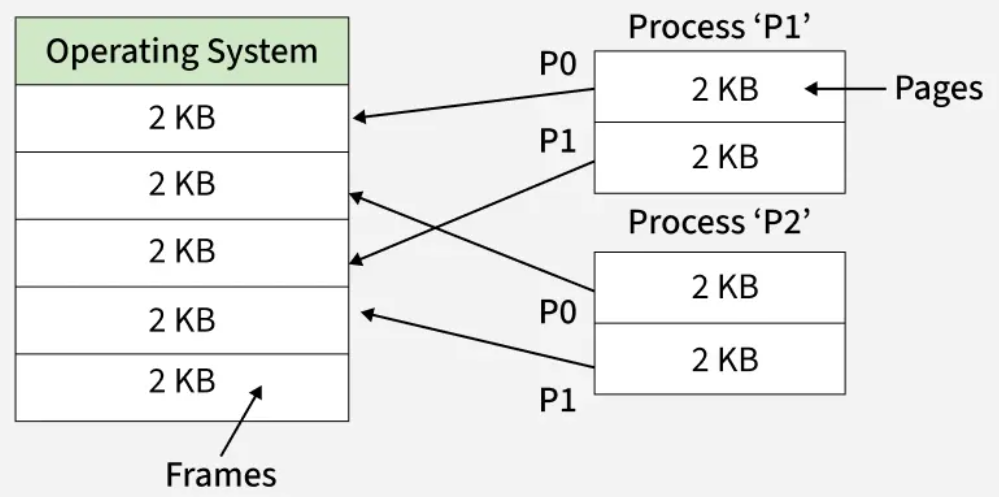 Operating System
2 KB
2 KB
2 KB
2 KB
2 KB
Frames
Process ‘P1’
P0
2 KB
Pages
P1
2 KB
Process ‘P2’
2 KB
P0
2 KB
P1